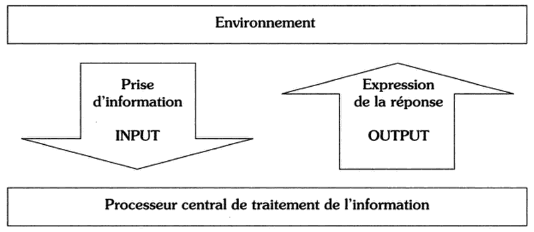 Environnement
Prise
d'information
INPUT
Expression
de la réponse
OUTPUT
Processeur central de traitement de l'information